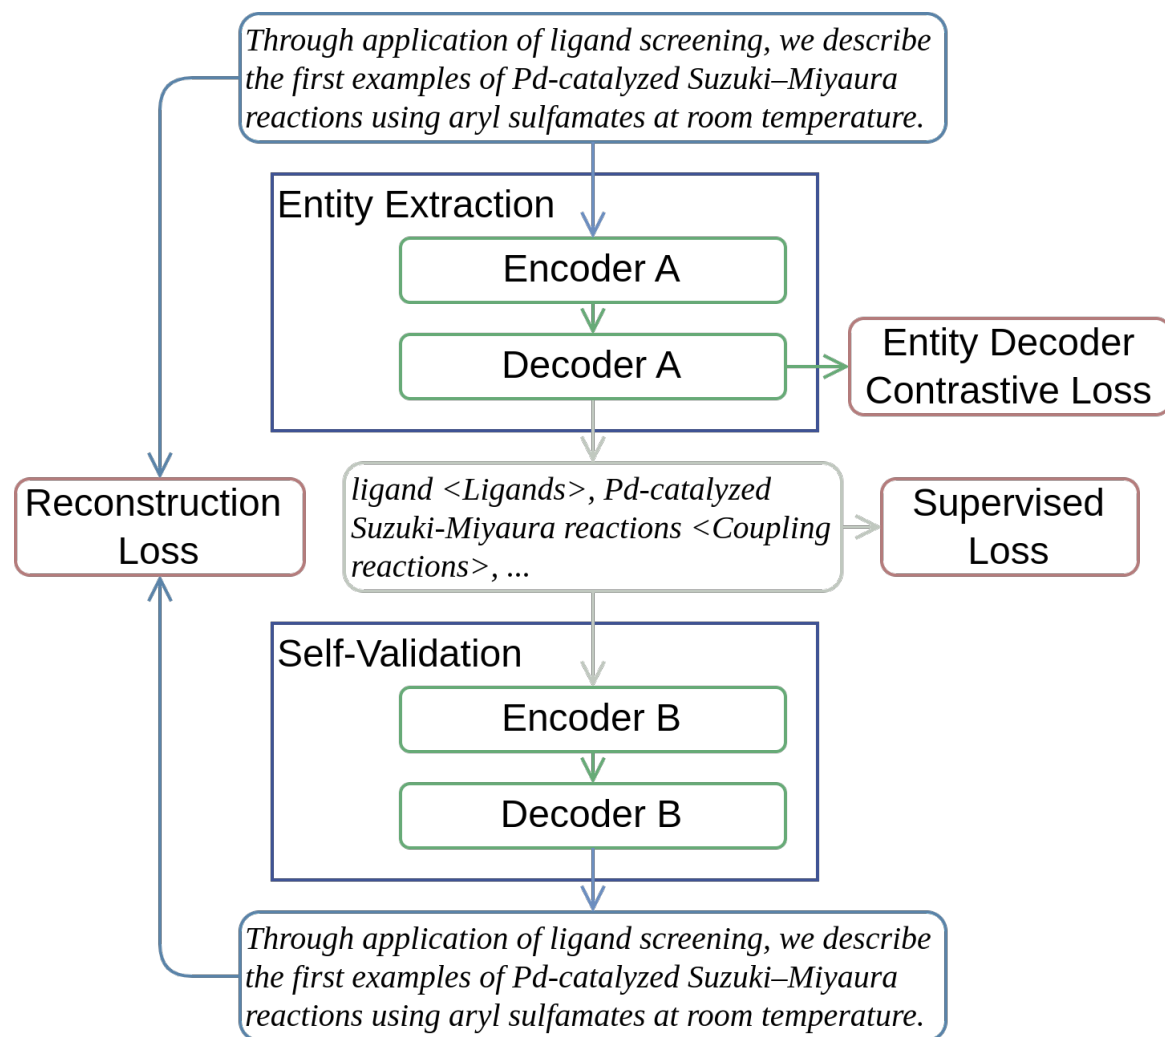 Through application of ligand screening, we describe
the first examples of Pd-catalyzed Suzuki–Miyaura
reactions using aryl sulfamates at room temperature.
Entity Extraction
Encoder A
Decoder A
Entity Decoder
Contrastive Loss
Reconstruction
Loss
ligand <Ligands>, Pd-catalyzed
Suzuki-Miyaura reactions <Coupling
reactions>, ...
Supervised
Loss
Self-Validation
Encoder B
Decoder B
Through application of ligand screening, we describe
the first examples of Pd-catalyzed Suzuki–Miyaura
reactions using aryl sulfamates at room temperature.